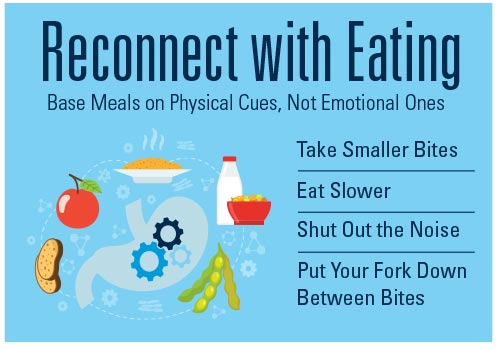 Reconnect with Eating
Base Meals on Physical Cues, Not Emotional Ones
Take Smaller Bites
Eat Slower
Shut Out the Noise
Put Your Fork Down
Between Bites